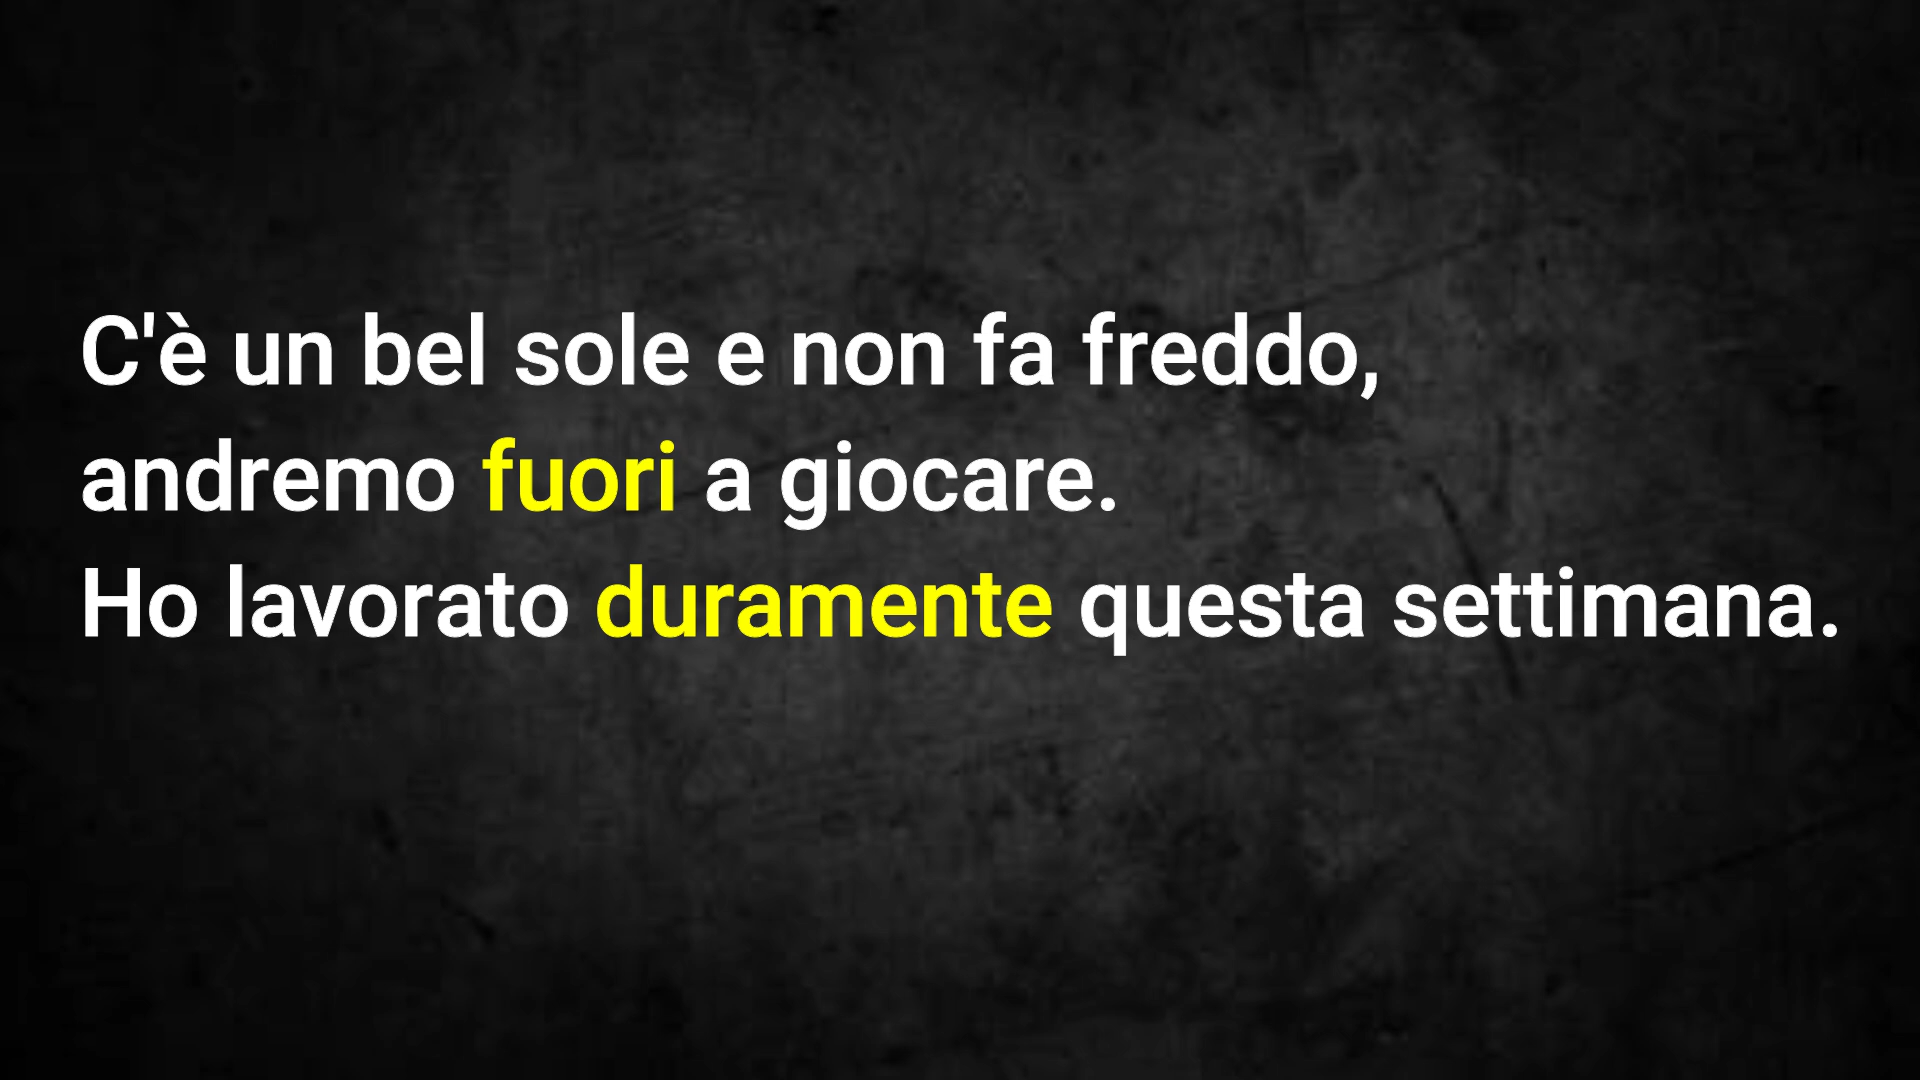 C'è un bel sole e non fa freddo,
andremo fuori a giocare.
Ho lavorato duramente questa settimana.